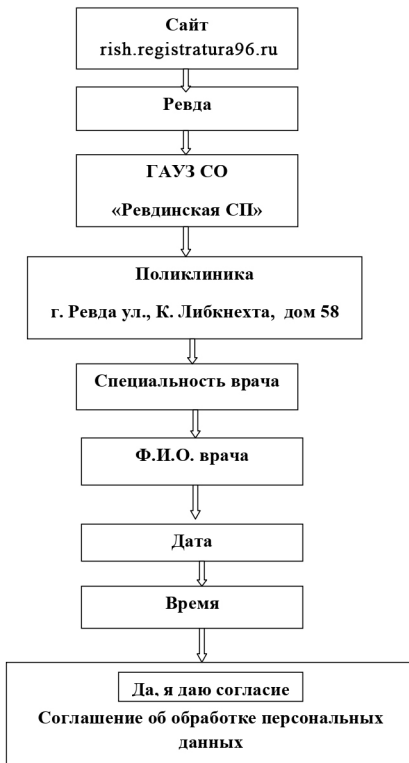 Сайт
rish.registratura96.ru
Ревда
ГАУЗ СО
«Ревдинская СП»
Поликлиника
г. Ревда ул., К. Либкнехта, дом 58
Специальность врача
Ф.И.О. врача
Дата
Время
Да, я даю согласие
Соглашение об обработке персональных
данных